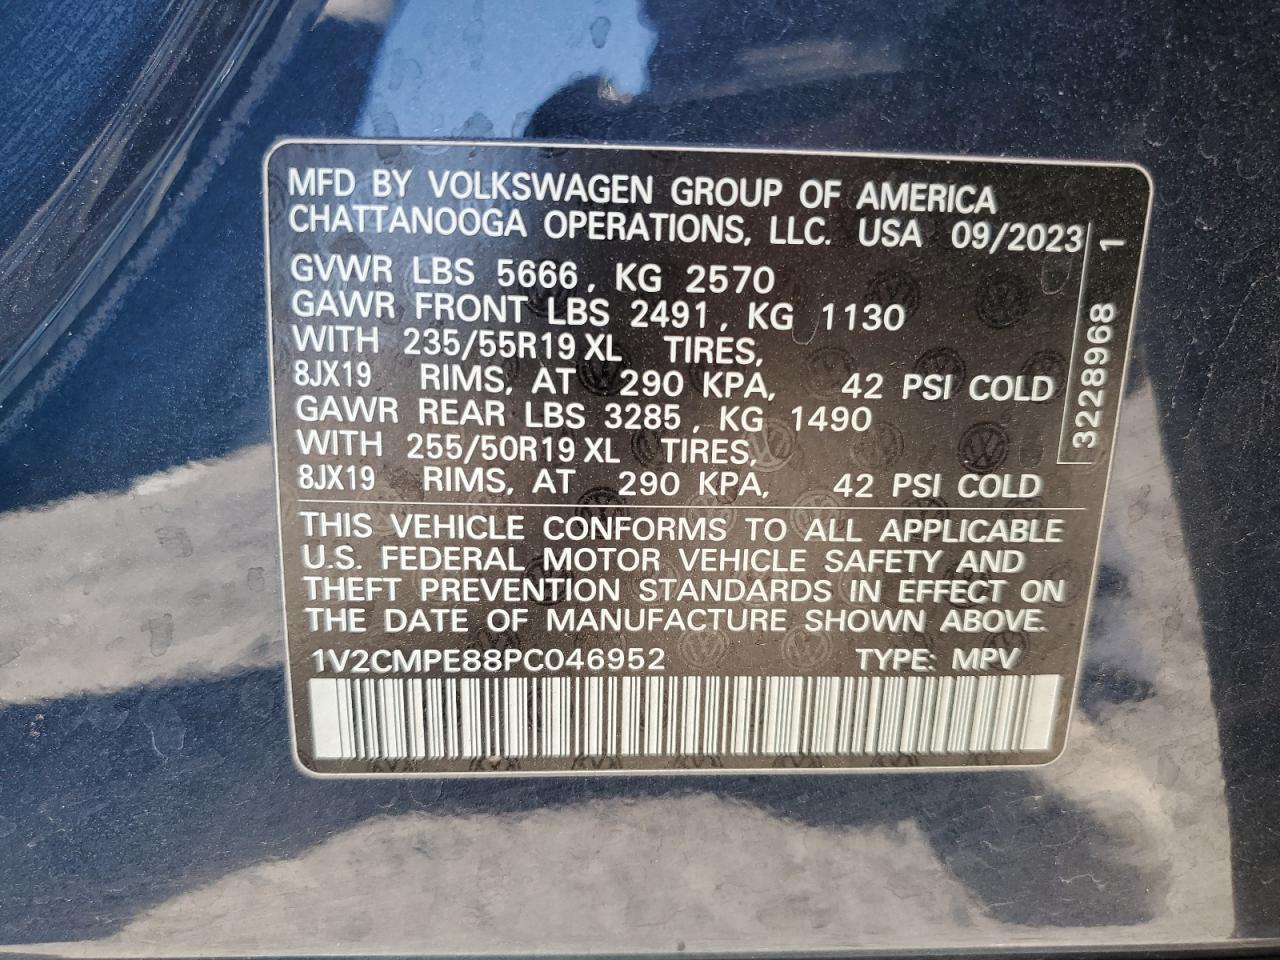 MFD BY VOLKSWAGEN GROUP OF AMERICA
CHATTANOOGA OPERATIONS, LLC. USA 09/2023
GVWR LBS 5666, KG 2570
GAWR FRONT LBS 2491, KG 1130
WITH 235/55R19 XL TIRES,
8JX19 RIMS, AT 290 KPA, 42 PSI COLD
GAWR REAR LBS 3285, KG 1490
WITH 255/50R19 XL TIRES,
8JX19 RIMS, AT 290 KPA, 42 PSI COLD
3228968 1
THIS VEHICLE CONFORMS TO ALL APPLICABLE
U.S. FEDERAL MOTOR VEHICLE SAFETY AND
THEFT PREVENTION STANDARDS IN EFFECT ON
THE DATE OF MANUFACTURE SHOWN ABOVE.
1V2CMPE88PC046952 TYPE: MPV